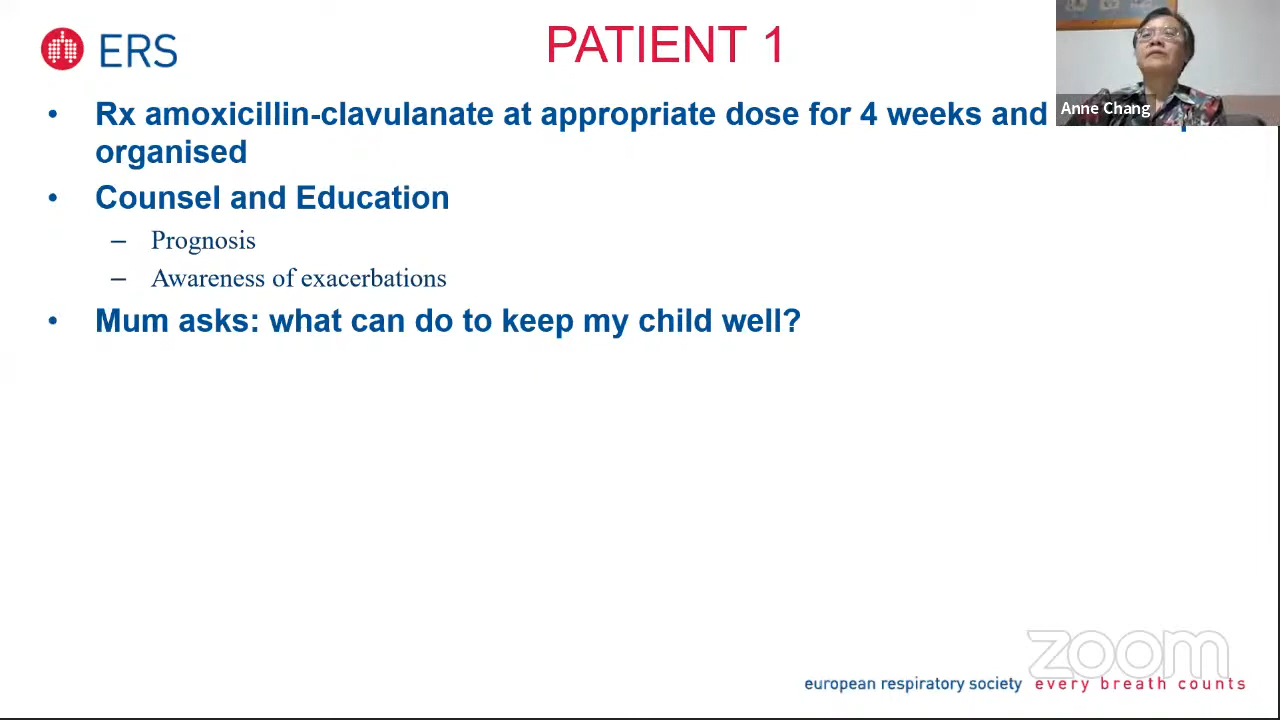 ERS
PATIENT 1
Anne Chang
• Rx amoxicillin-clavulanate at appropriate dose for 4 weeks and
organised
• Counsel and Education
– Prognosis
– Awareness of exacerbations
• Mum asks: what can do to keep my child well?
zoom
european respiratory society every breath counts